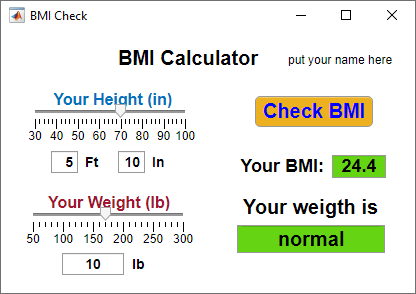 BMI Check
BMI Calculator
put your name here
Your Height (in)
30 40 50 60 70 80 90 100
5 Ft 10 In
Your Weight (lb)
50 100 150 200 250 300
10 lb
Check BMI
Your BMI: 24.4
Your weigth is
normal